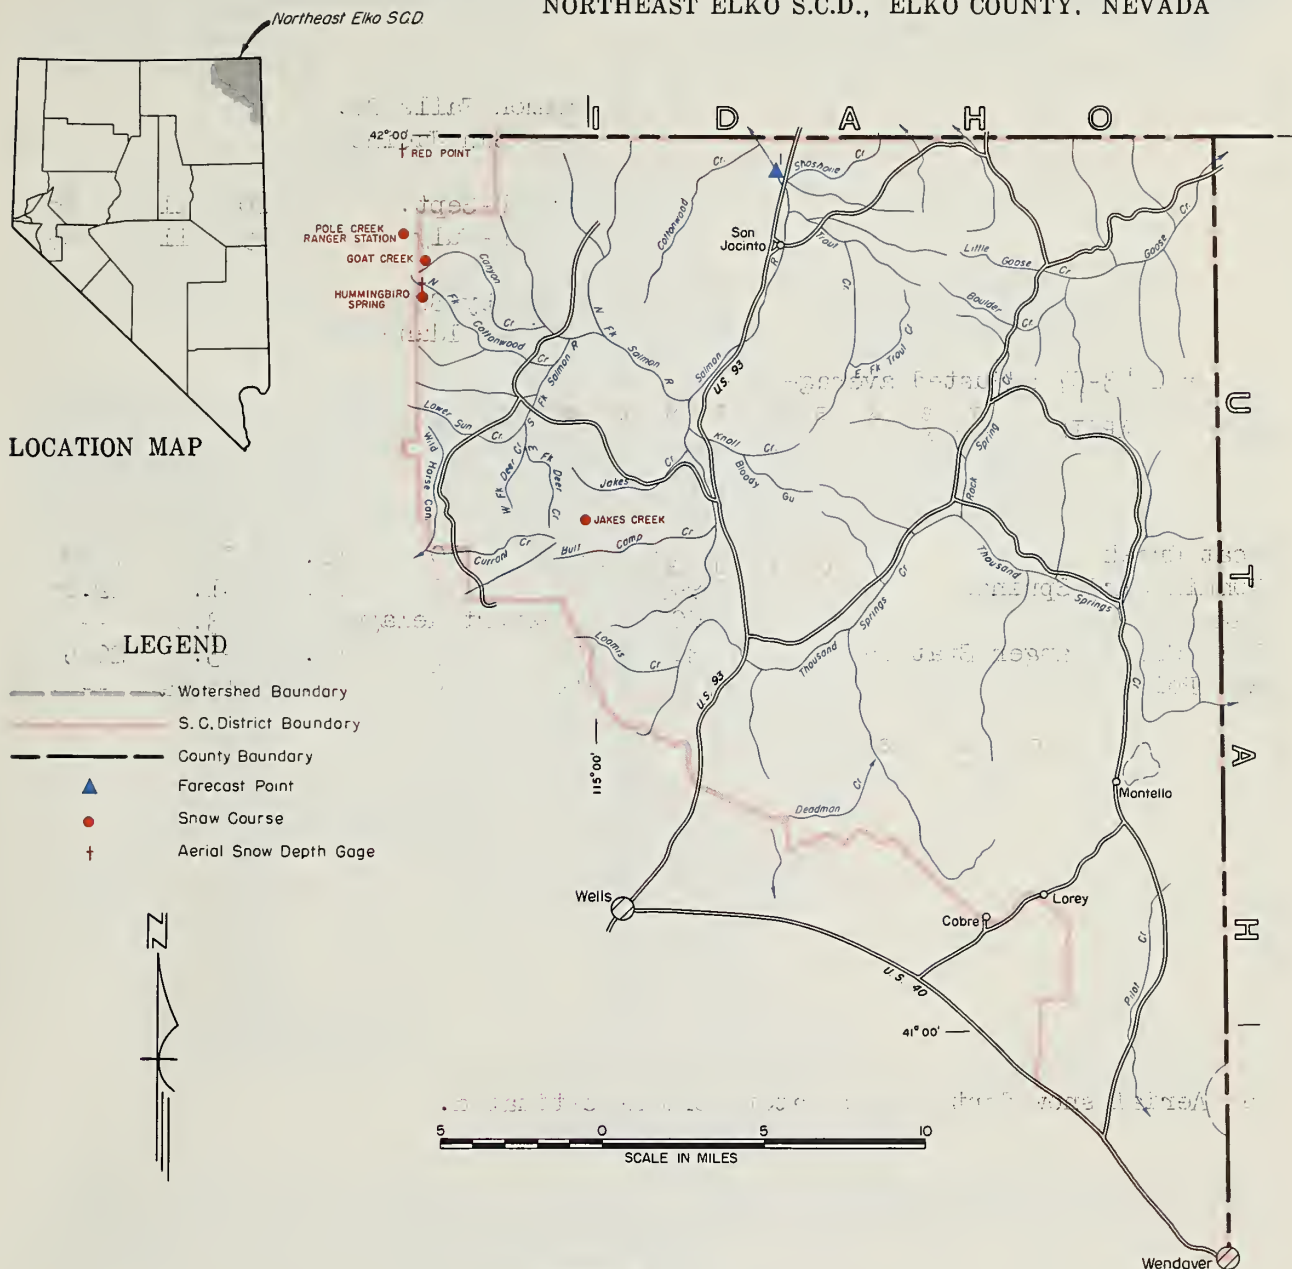 NORTHEAST ELKO S.C.D., ELKO COUNTY, NEVADA
Northeast Elko S.C.D.
IDAHO
42°00'
RED POINT
POLE CREEK
RANGER STATION
GOAT CREEK
HUMMINGBIRD
SPRING
Canyon
Cr
N Fk Cottonwood
Cr
N Fk Salmon R
Cottonwood
Cr.
Shoshone
Cr
San
Jacinto
R
Trout
Cr
Little
Goose
Cr
Goose
Cr
Boulder
Cr
E Fk Trout Cr
Salmon
U.S. 93
S Fk Salmon R
UTAH
LOCATION MAP
Lower Sun
Cr
Wild Horse Can.
W Fk Deer Cr
E Fk Deer Cr
Knoll
Cr.
Bloody
Gu
Jakes
Cr
Rock Spring Cr
JAKES CREEK
Currant
Cr
Bull Camp Cr
Thousand
Springs
Cr
Thousand
Springs
Cr
Loomis
Cr
U.S. 93
LEGEND
Watershed Boundary
S.C. District Boundary
County Boundary
Forecast Point
Snow Course
Aerial Snow Depth Gage
115°00'
Deadman
Cr
Montello
Wells
Lorey
Cobre
U.S. 40
Pilot
Cr
N
41°00'
5 0 5 10
SCALE IN MILES
Wendover